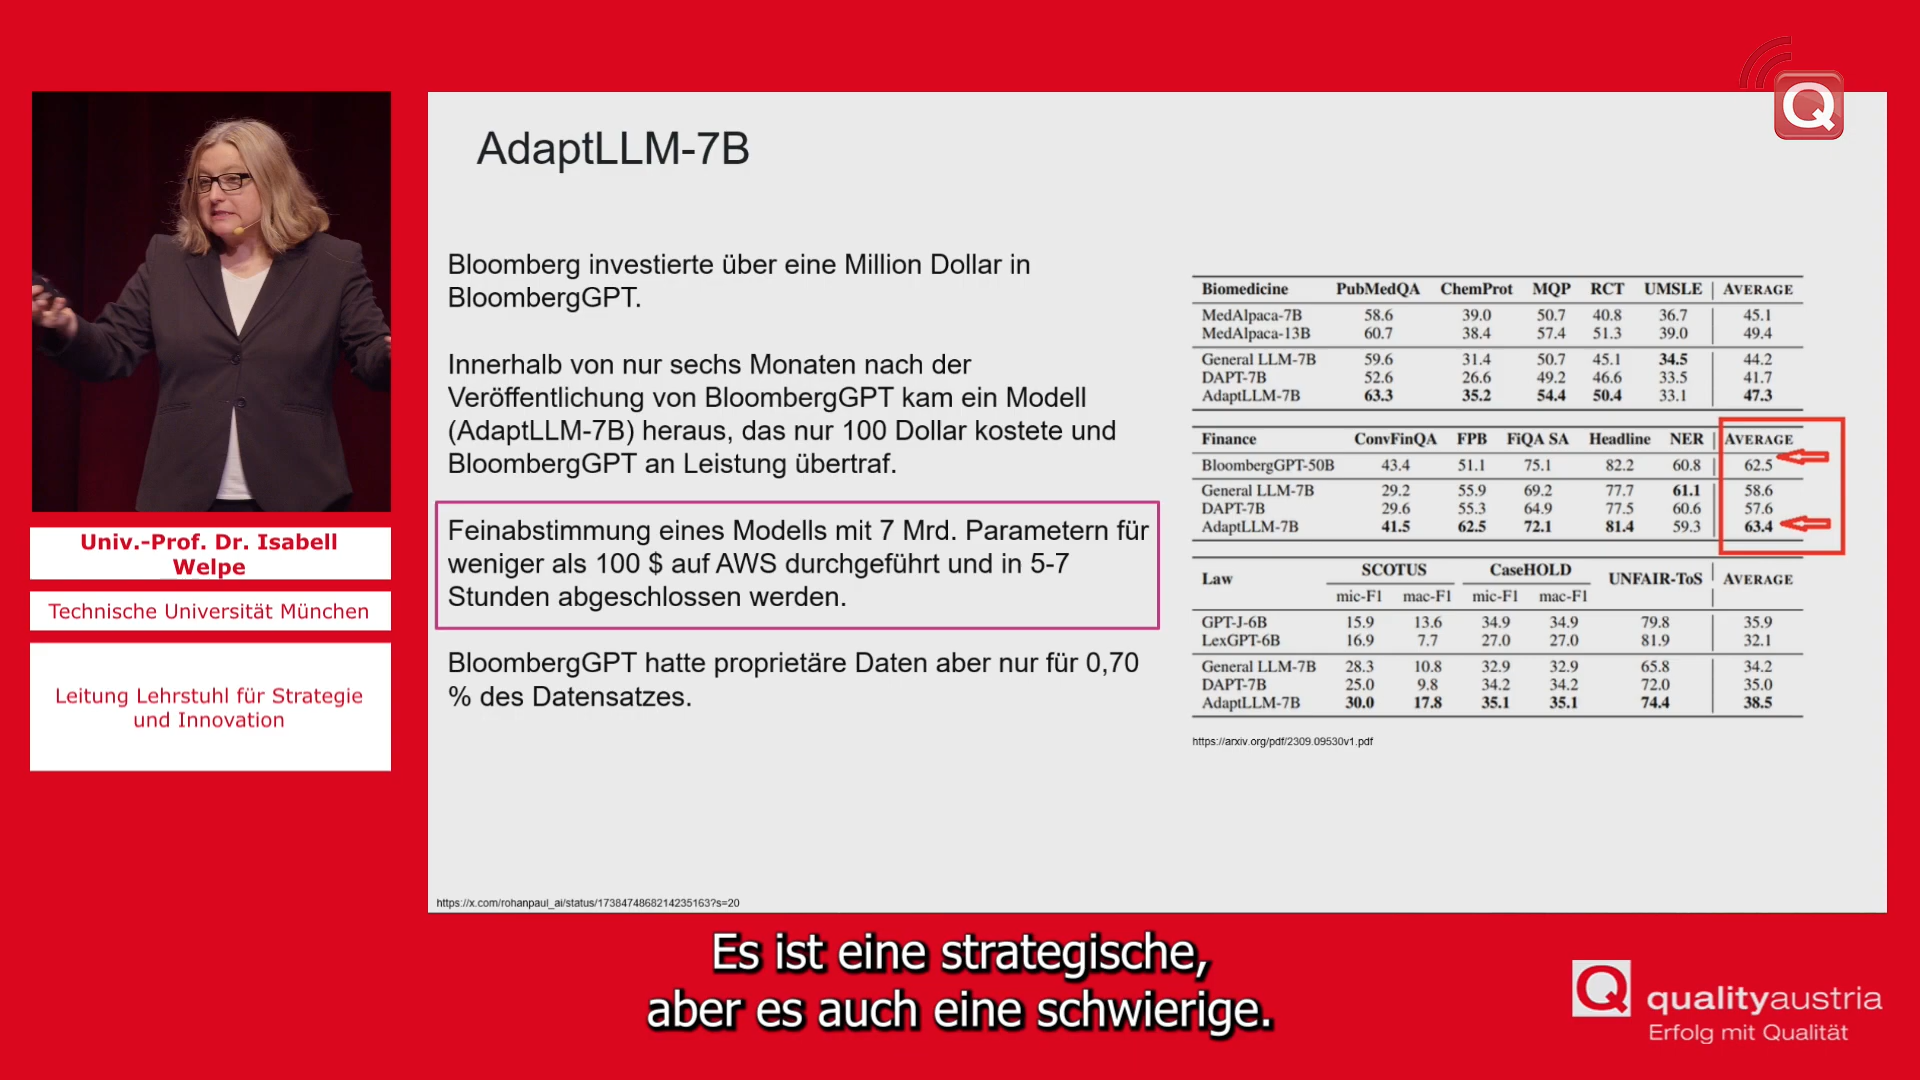 Q
AdaptLLM-7B
Bloomberg investierte über eine Million Dollar in
BloombergGPT.
Innerhalb von nur sechs Monaten nach der
Veröffentlichung von BloombergGPT kam ein Modell
(AdaptLLM-7B) heraus, das nur 100 Dollar kostete und
BloombergGPT an Leistung übertraf.
Feinabstimmung eines Modells mit 7 Mrd. Parametern für
weniger als 100 $ auf AWS durchgeführt und in 5-7
Stunden abgeschlossen werden.
BloombergGPT hatte proprietäre Daten aber nur für 0,70
% des Datensatzes.
Biomedicine PubMedQA ChemProt MQP RCT UMSLE AVERAGE
MedAlpaca-7B 58.6 39.0 50.7 40.8 36.7 45.1
MedAlpaca-13B 60.7 38.4 57.4 51.3 39.0 49.4
General LLM-7B 59.6 31.4 50.7 45.1 34.5 44.2
DAPT-7B 52.6 26.6 49.2 46.6 33.5 41.7
AdaptLLM-7B 63.3 35.2 54.4 50.4 33.1 47.3
Finance ConvFinQA FPB FiQA SA Headline NER AVERAGE
BloombergGPT-50B 43.4 51.1 75.1 82.2 60.8 62.5
General LLM-7B 29.2 55.9 69.2 77.7 61.1 58.6
DAPT-7B 29.6 55.3 64.9 77.5 60.6 57.6
AdaptLLM-7B 41.5 62.5 72.1 81.4 59.3 63.4
Law SCOTUS CaseHOLD UNFAIR-ToS AVERAGE
mic-F1 mac-F1 mic-F1 mac-F1
GPT-J-6B 15.9 13.6 34.9 34.9 79.8 35.9
LexGPT-6B 16.9 7.7 27.0 27.0 81.9 32.1
General LLM-7B 28.3 10.8 32.9 32.9 65.8 34.2
DAPT-7B 25.0 9.8 34.2 34.2 72.0 35.0
AdaptLLM-7B 30.0 17.8 35.1 35.1 74.4 38.5
https://arxiv.org/pdf/2309.09530v1.pdf
https://x.com/rohanpaul_ai/status/1738474868214235163?s=20
Univ.-Prof. Dr. Isabell
Welpe
Technische Universität München
Leitung Lehrstuhl für Strategie
und Innovation
Es ist eine strategische,
aber es auch eine schwierige.
Q qualityaustria
Erfolg mit Qualität